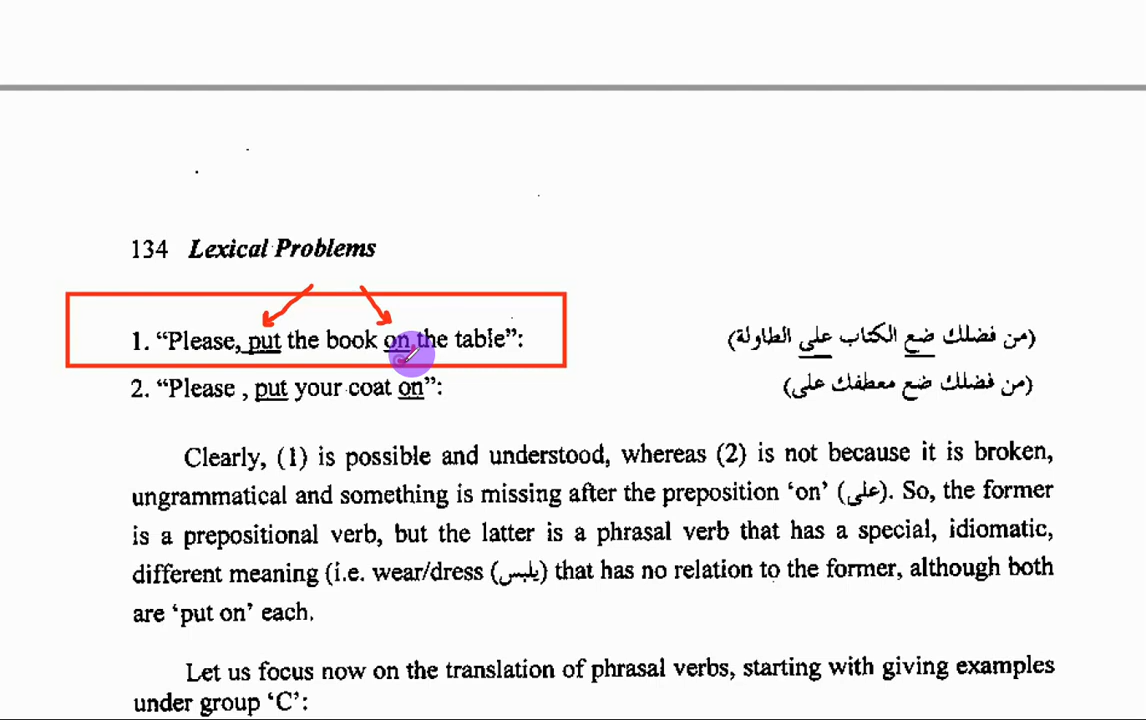 134 Lexical Problems
1. “Please, put the book on the table”: (من فضلك ضع الكتاب على الطاولة)
2. “Please , put your coat on”: (من فضلك ضع معطفك على)
Clearly, (1) is possible and understood, whereas (2) is not because it is broken,
ungrammatical and something is missing after the preposition ‘on’ (على). So, the former
is a prepositional verb, but the latter is a phrasal verb that has a special, idiomatic,
different meaning (i.e. wear/dress (يلبس) that has no relation to the former, although both
are ‘put on’ each.
Let us focus now on the translation of phrasal verbs, starting with giving examples
under group ‘C’: